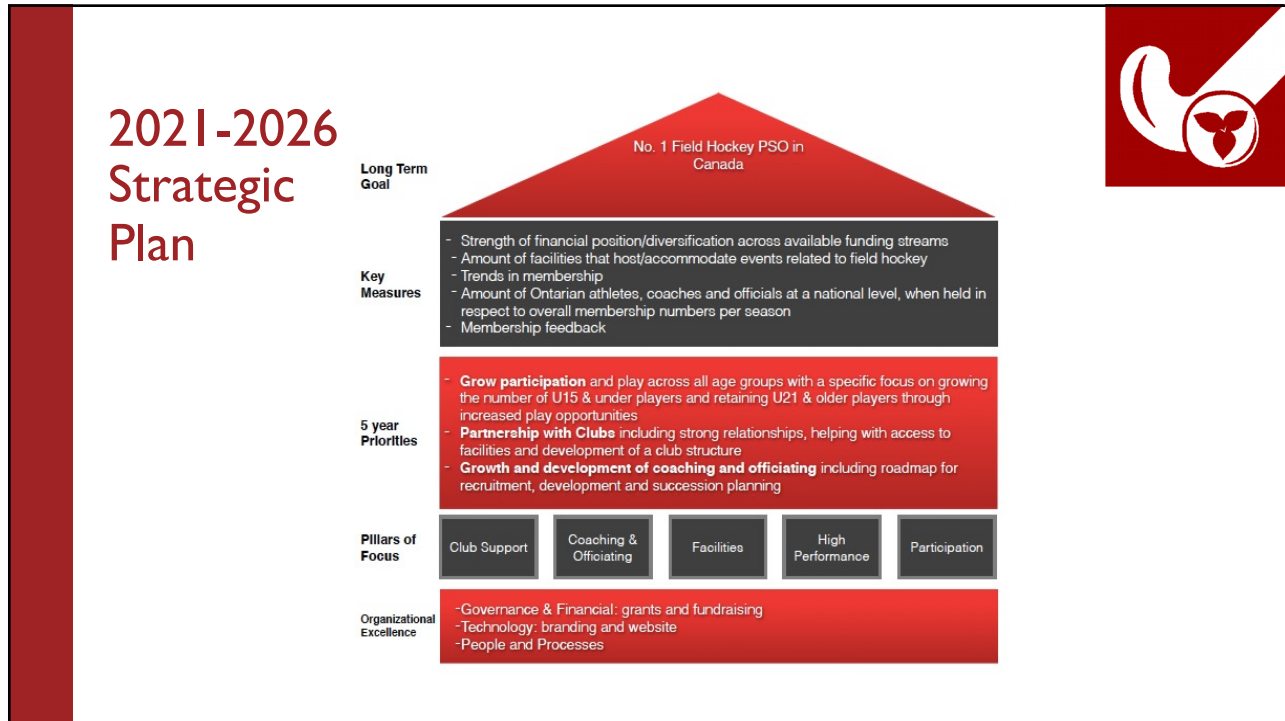 2021-2026
Strategic
Plan
Long Term
Goal
No. 1 Field Hockey PSO in
Canada
Key
Measures
- Strength of financial position/diversification across available funding streams
- Amount of facilities that host/accommodate events related to field hockey
- Trends in membership
- Amount of Ontarian athletes, coaches and officials at a national level, when held in
respect to overall membership numbers per season
- Membership feedback
5 year
Priorities
- Grow participation and play across all age groups with a specific focus on growing
the number of U15 & under players and retaining U21 & older players through
increased play opportunities
- Partnership with Clubs including strong relationships, helping with access to
facilities and development of a club structure
- Growth and development of coaching and officiating including roadmap for
recruitment, development and succession planning
Pillars of
Focus
Club Support
Coaching &
Officiating
Facilities
High
Performance
Participation
Organizational
Excellence
-Governance & Financial: grants and fundraising
-Technology: branding and website
-People and Processes